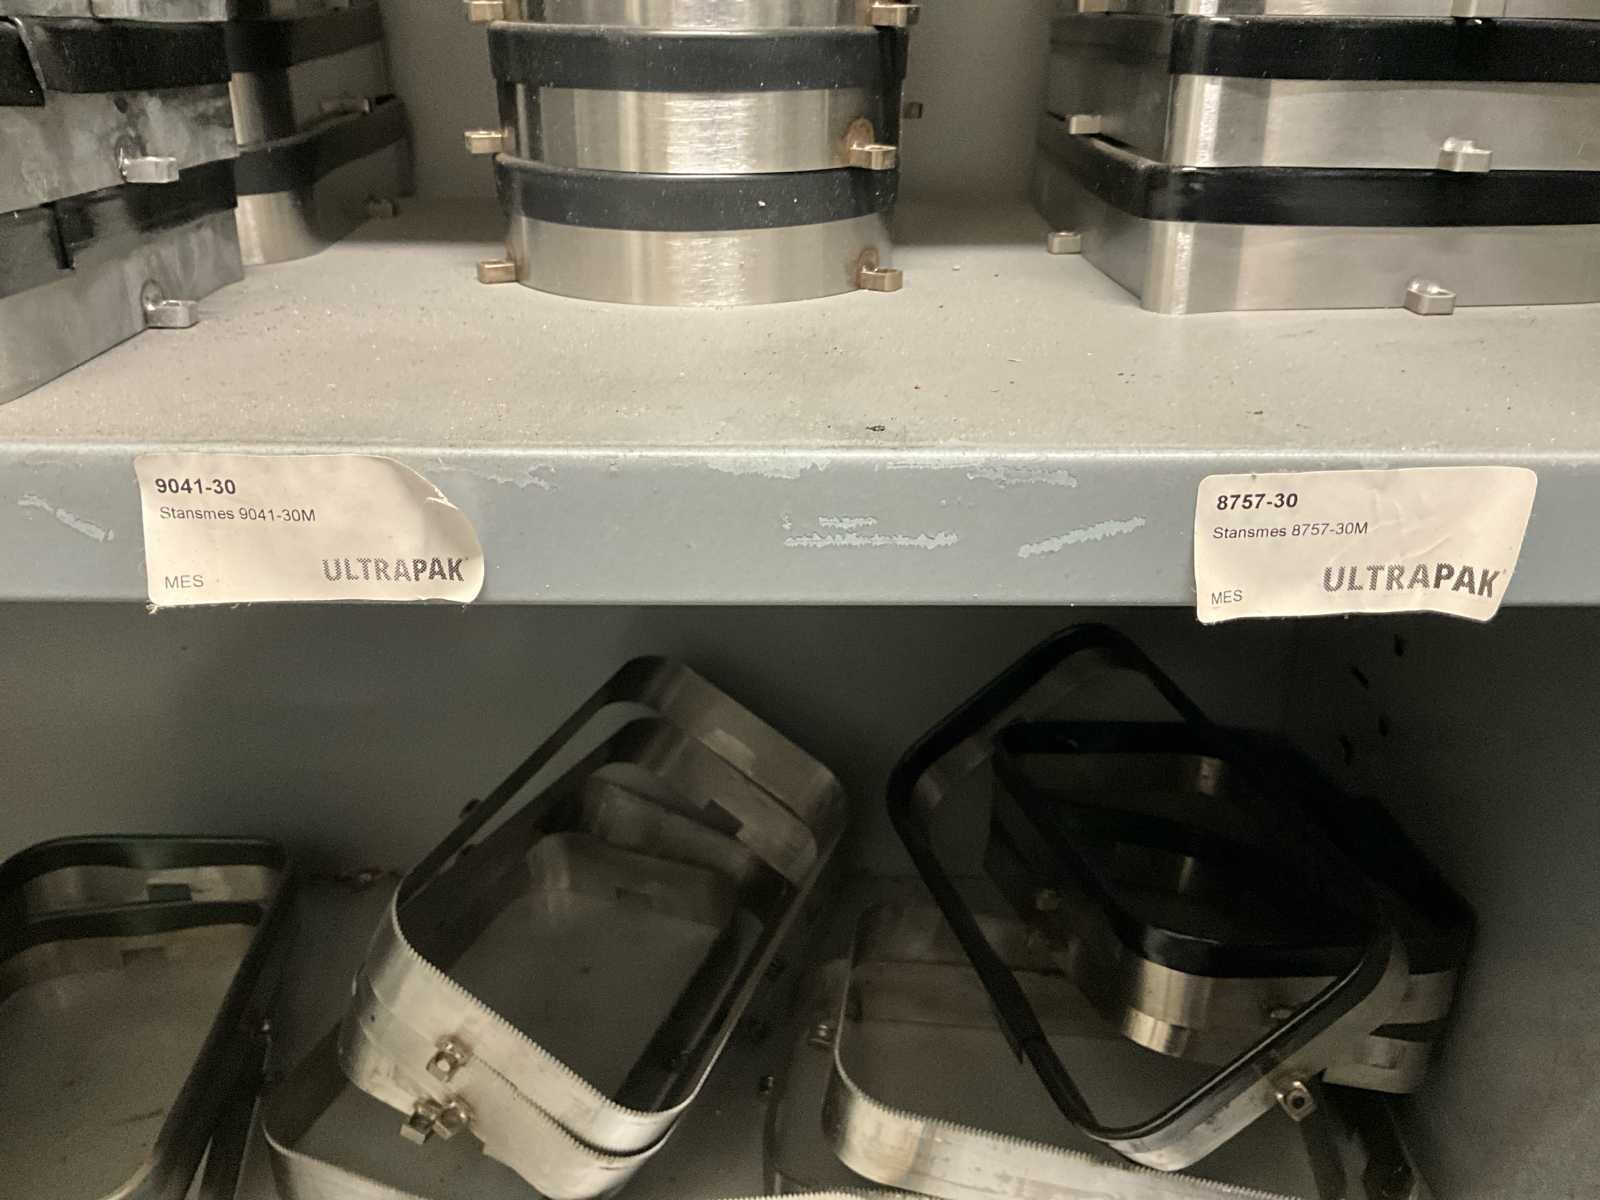 9041-30
Stansmes 9041-30M
MES
ULTRAPAK
8757-30
Stansmes 8757-30M
MES
ULTRAPAK